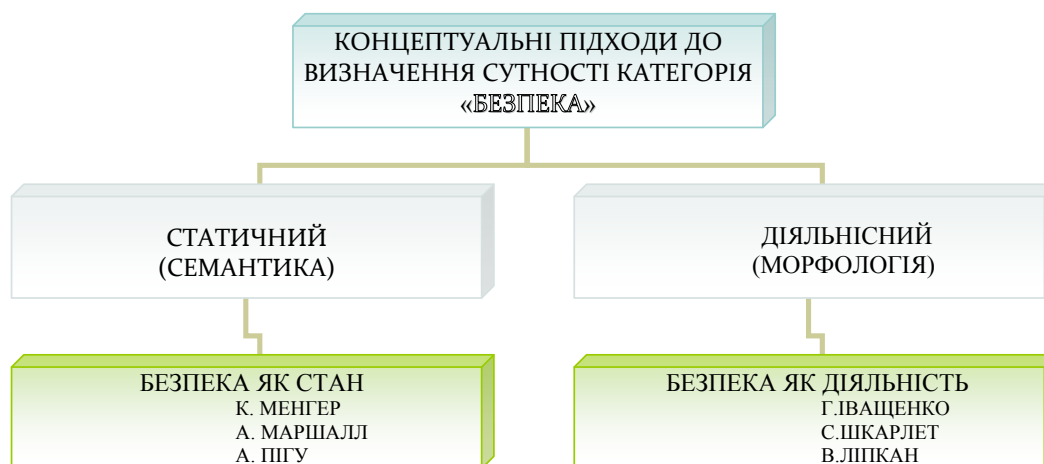 КОНЦЕПТУАЛЬНІ ПІДХОДИ ДО
ВИЗНАЧЕННЯ СУТНОСТІ КАТЕГОРІЯ
«БЕЗПЕКА»
СТАТИЧНИЙ
(СЕМАНТИКА)
ДІЯЛЬНІСНИЙ
(МОРФОЛОГІЯ)
БЕЗПЕКА ЯК СТАН
К. МЕНГЕР
А. МАРШАЛЛ
А. ПІГУ
БЕЗПЕКА ЯК ДІЯЛЬНІСТЬ
Г.ІВАЩЕНКО
С.ШКАРЛЕТ
В.ЛІПКАН